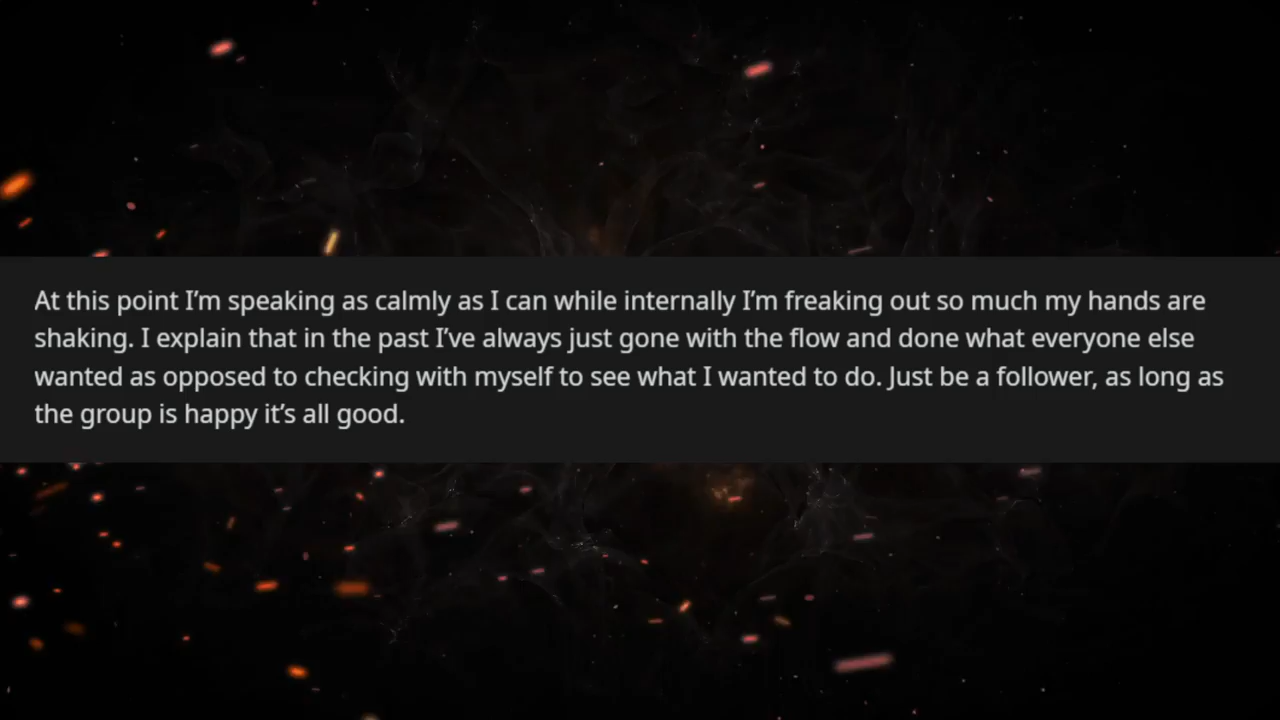 At this point I’m speaking as calmly as I can while internally I’m freaking out so much my hands are
shaking. I explain that in the past I’ve always just gone with the flow and done what everyone else
wanted as opposed to checking with myself to see what I wanted to do. Just be a follower, as long as
the group is happy it’s all good.